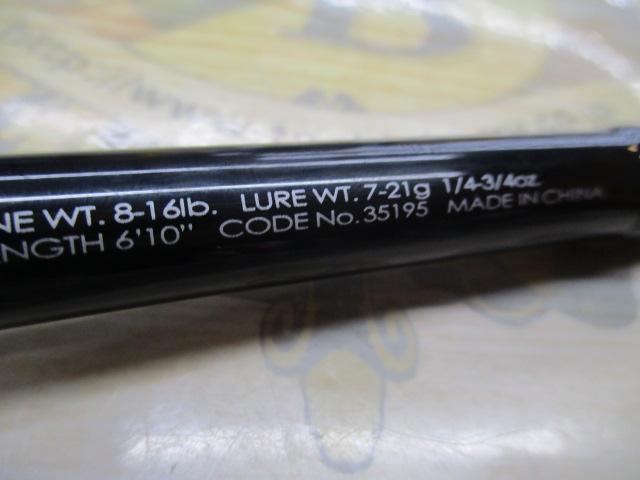 NE WT. 8-16lb. LURE WT. 7-21g 1/4-3/4oz.
NGTH 6'10" CODE No. 35195 MADE IN CHINA